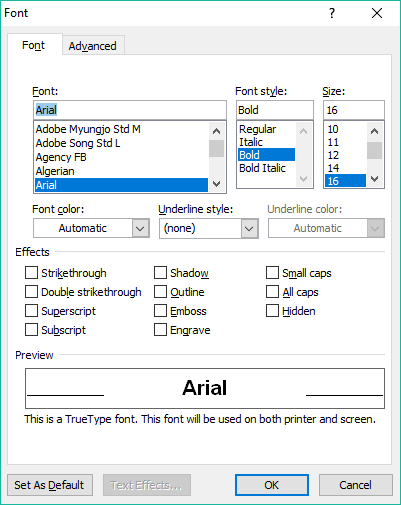 Font ?
Font Advanced
Font: Font style: Size:
Arial Bold 16
Adobe Myungjo Std M Regular 10
Adobe Song Std L Italic 11
Agency FB Bold 12
Algerian Bold Italic 14
Arial 16
Font color: Underline style: Underline color:
Automatic (none) Automatic
Effects
Strikethrough Shadow Small caps
Double strikethrough Outline All caps
Superscript Emboss Hidden
Subscript Engrave
Preview
Arial
This is a TrueType font. This font will be used on both printer and screen.
Set As Default Text Effects... OK Cancel